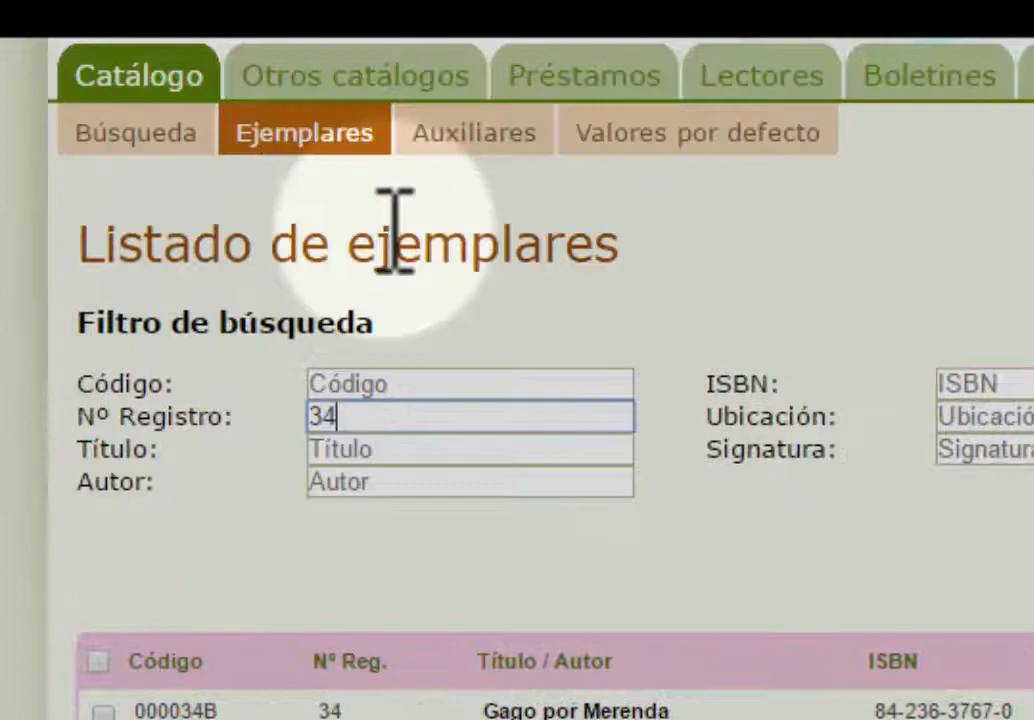 Catálogo Otros catálogos Préstamos Lectores Boletines
Búsqueda Ejemplares Auxiliares Valores por defecto
Listado de ejemplares
Filtro de búsqueda
Código: Código ISBN: ISBN
Nº Registro: 34 Ubicación: Ubicació
Título: Título Signatura: Signatura
Autor: Autor
Código Nº Reg. Título / Autor ISBN
000034B 34 Gago por Merenda 84-236-3767-0